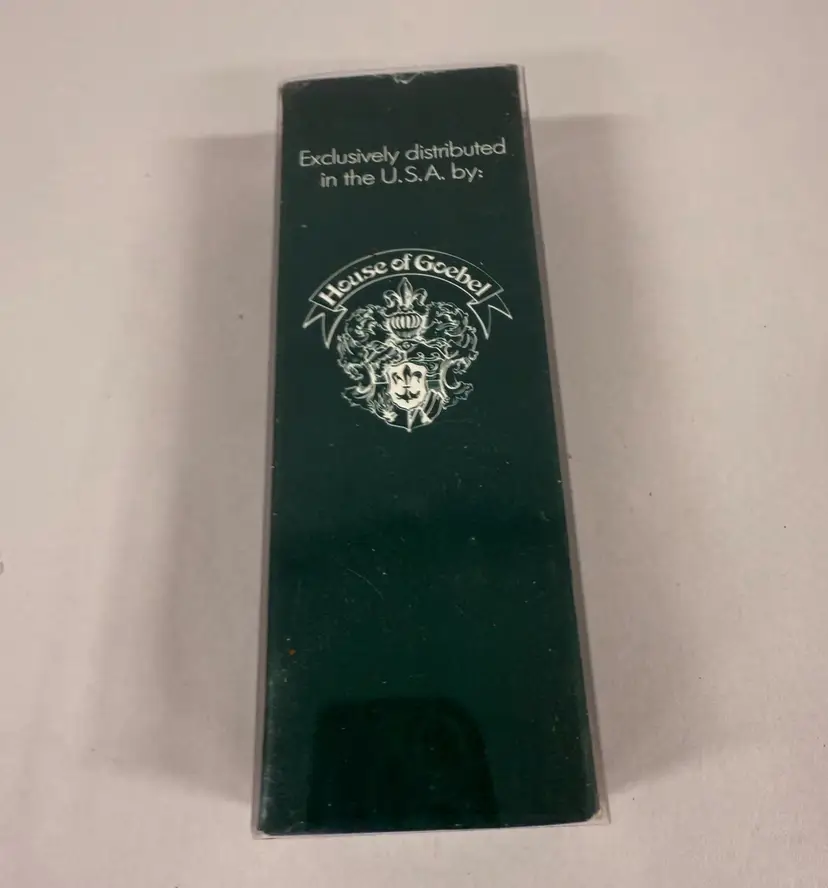 Exclusively distributed
in the U.S.A. by:
House of Goebel